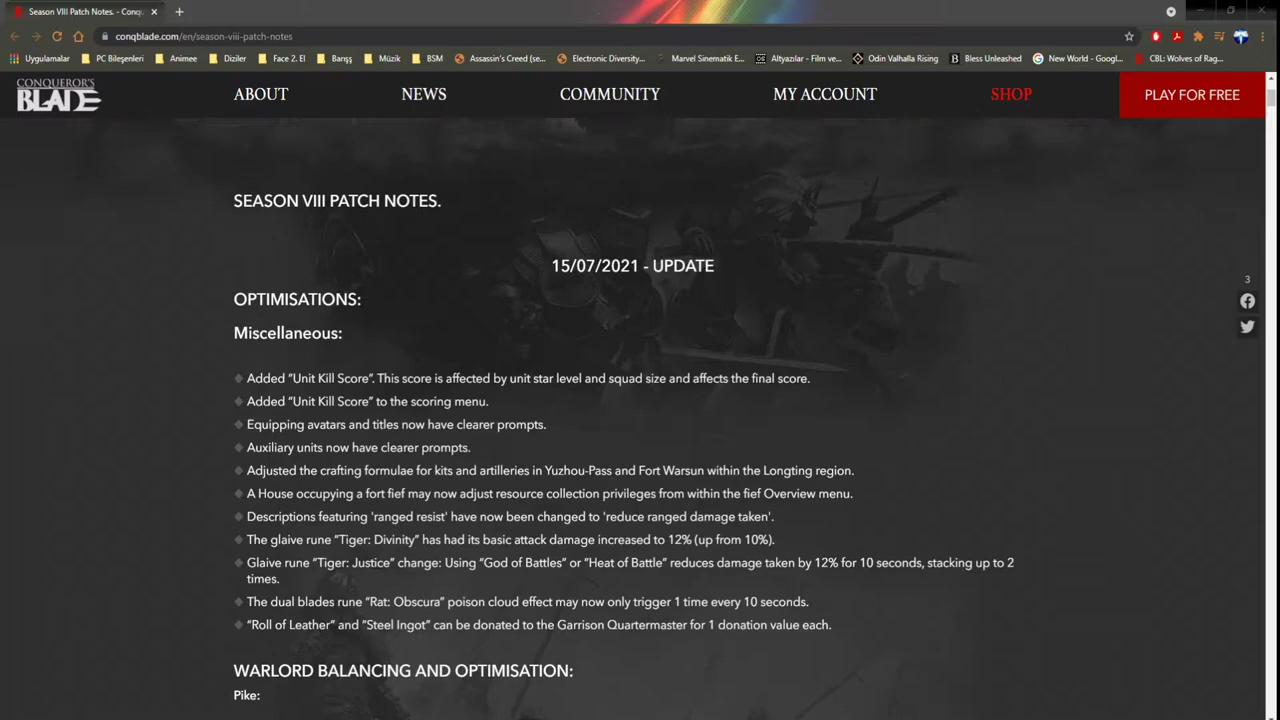 Season VIII Patch Notes. - Conq
conqblade.com/en/season-viii-patch-notes
Uygulamalar PC Bileşenleri Animee Diziler Face 2. El Barışş Müzik BSM Assassin's Creed (se... Electronic Diversity... Marvel Sinematik E... Altyazılar - Film ve... Odin Valhalla Rising Bless Unleashed New World - Googl... CBL: Wolves of Rag...
CONQUEROR'S
BLADE
ABOUT NEWS COMMUNITY MY ACCOUNT SHOP PLAY FOR FREE
SEASON VIII PATCH NOTES.
15/07/2021 - UPDATE
3
OPTIMISATIONS:
Miscellaneous:
Added “Unit Kill Score”. This score is affected by unit star level and squad size and affects the final score.
Added “Unit Kill Score” to the scoring menu.
Equipping avatars and titles now have clearer prompts.
Auxiliary units now have clearer prompts.
Adjusted the crafting formulae for kits and artilleries in Yuzhou-Pass and Fort Warsun within the Longting region.
A House occupying a fort fief may now adjust resource collection privileges from within the fief Overview menu.
Descriptions featuring 'ranged resist' have now been changed to 'reduce ranged damage taken'.
The glaive rune “Tiger: Divinity” has had its basic attack damage increased to 12% (up from 10%).
Glaive rune “Tiger: Justice” change: Using “God of Battles” or “Heat of Battle” reduces damage taken by 12% for 10 seconds, stacking up to 2
times.
The dual blades rune “Rat: Obscura” poison cloud effect may now only trigger 1 time every 10 seconds.
“Roll of Leather” and “Steel Ingot” can be donated to the Garrison Quartermaster for 1 donation value each.
WARLORD BALANCING AND OPTIMISATION:
Pike: